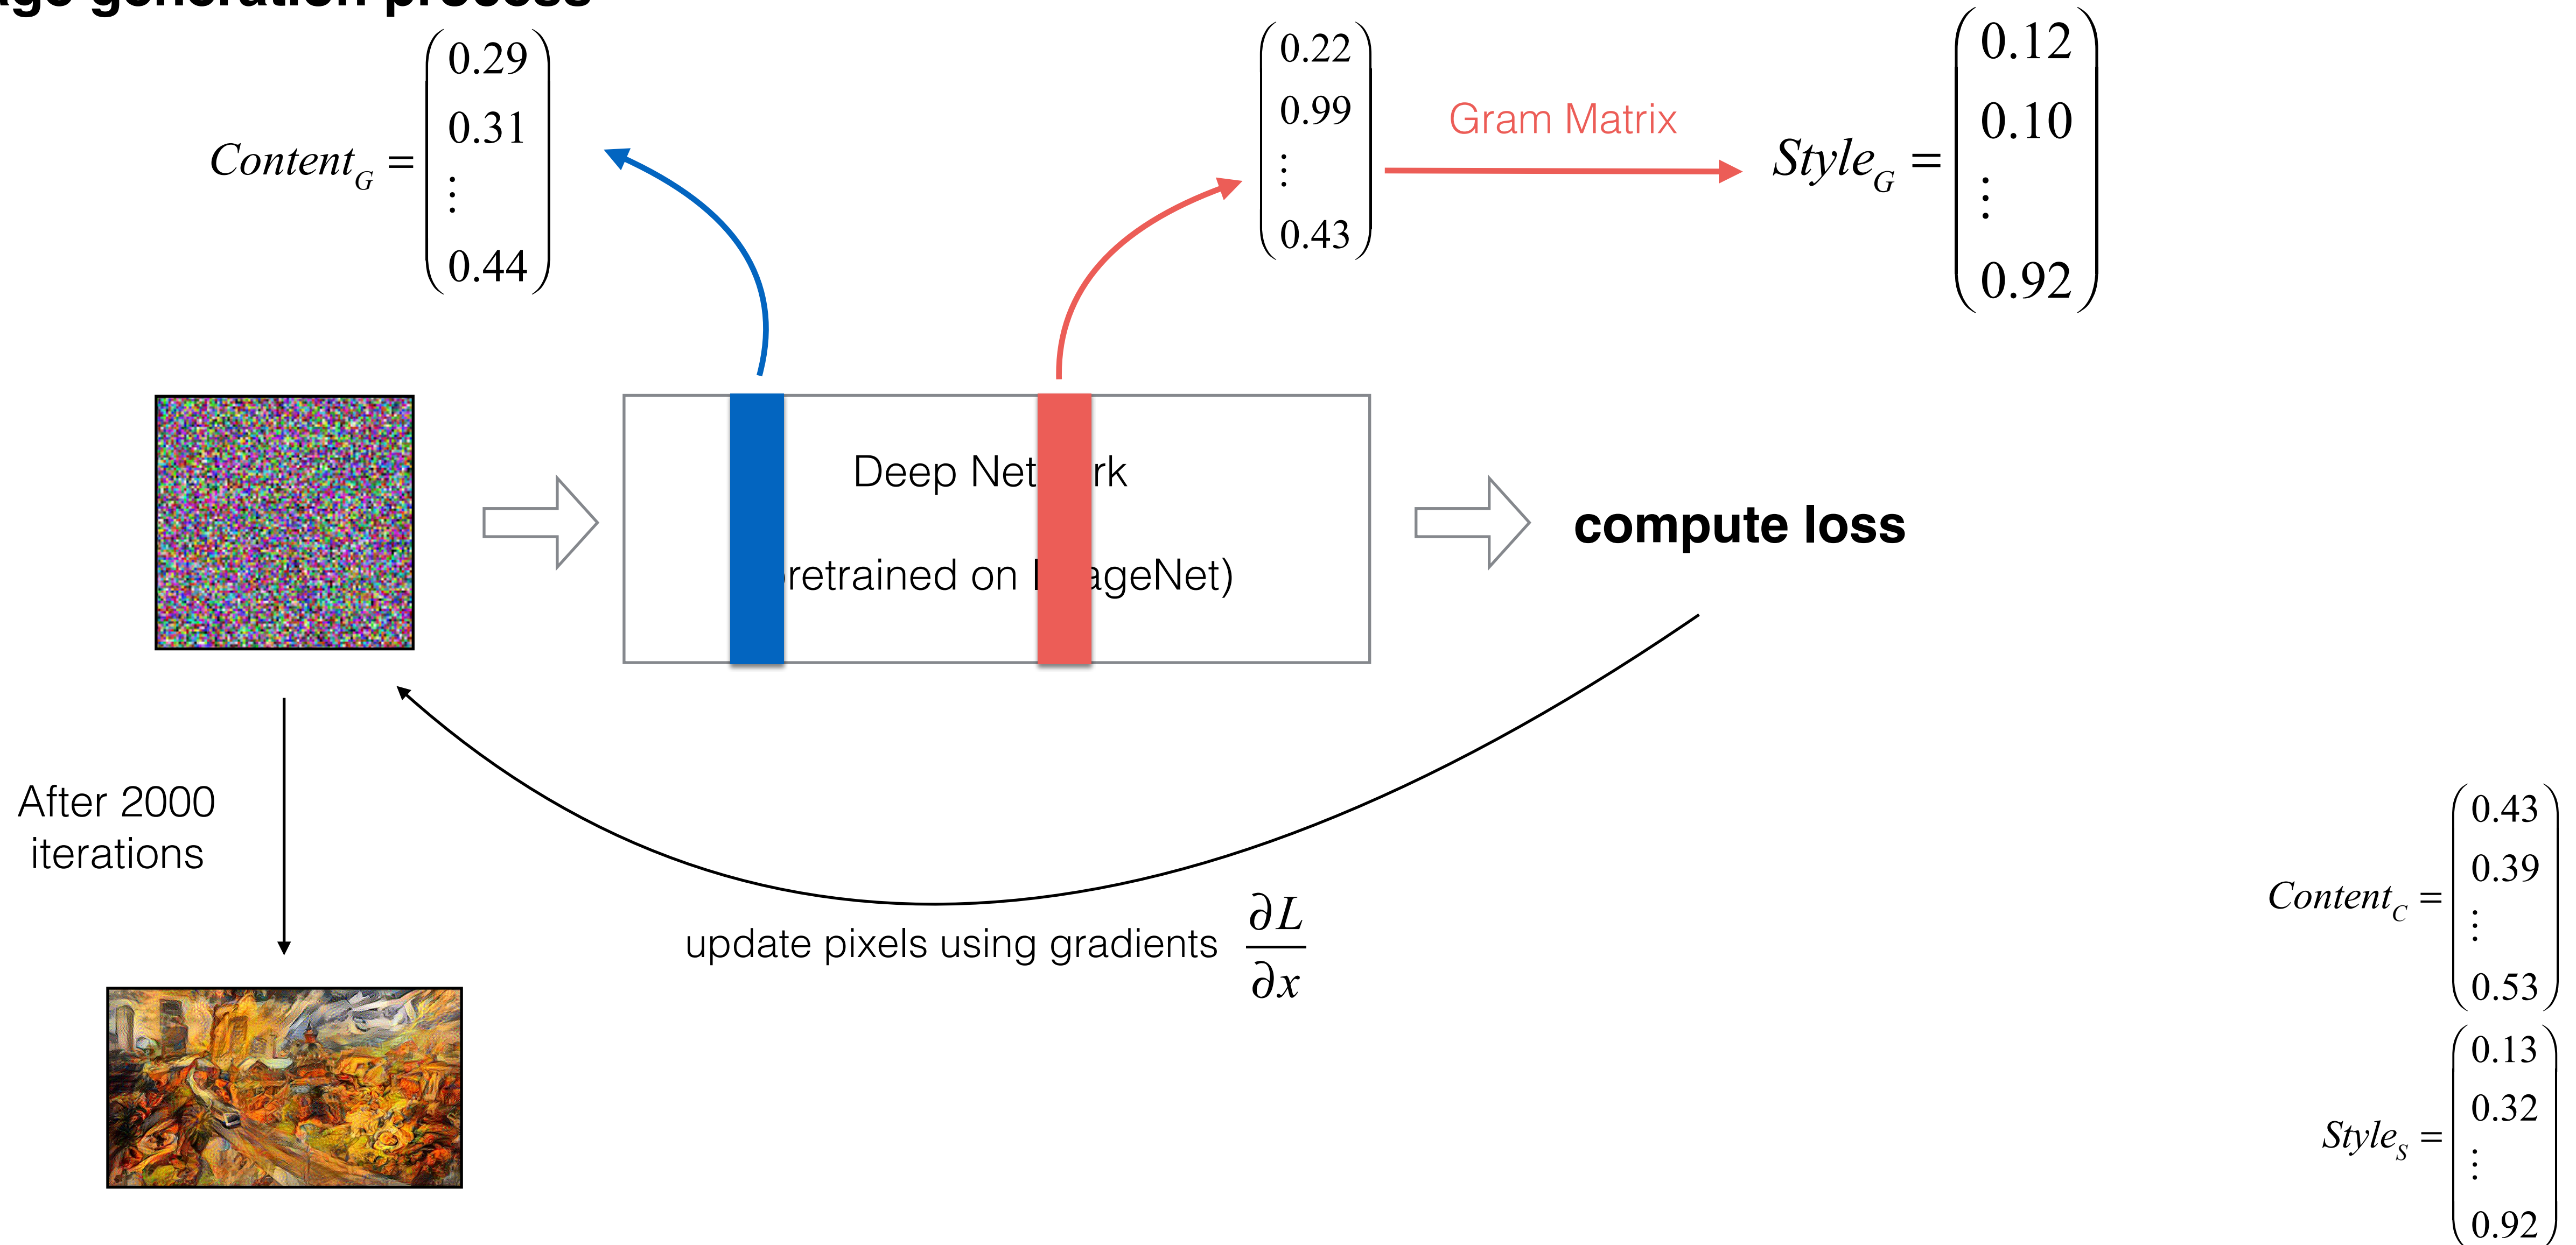 generation process
0.29
0.31
⋮
0.44
Content_G =
0.22
0.99
⋮
0.43
Gram Matrix
Style_G =
0.12
0.10
⋮
0.92
Deep Net rk
retrained on ageNet)
compute loss
After 2000
iterations
update pixels using gradients ∂L/∂x
Content_C =
0.43
0.39
⋮
0.53
Style_S =
0.13
0.32
⋮
0.92